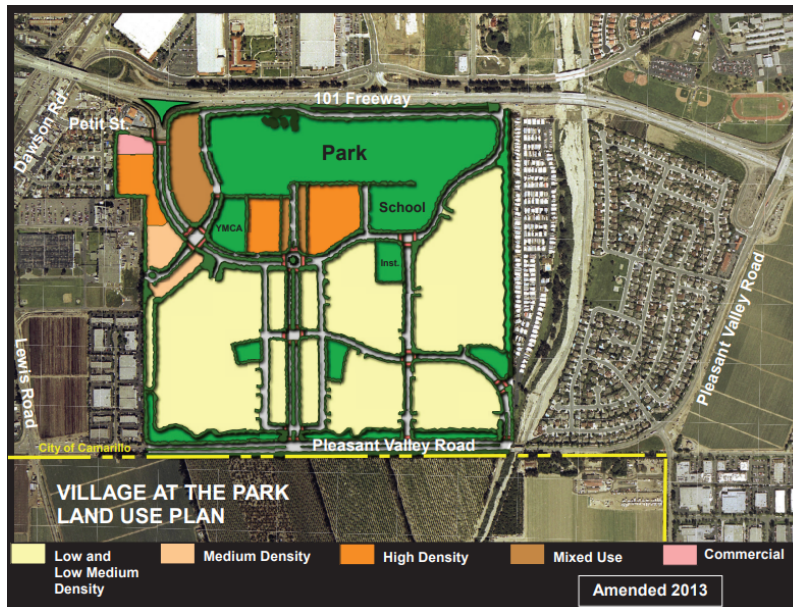 101 Freeway
Petit St.
Dawson Rd.
Park
School
YMCA
Inst.
Lewis Road
Pleasant Valley Road
City of Camarillo
Pleasant Valley Road
VILLAGE AT THE PARK
LAND USE PLAN
Low and
Low Medium
Density
Medium Density
High Density
Mixed Use
Commercial
Amended 2013